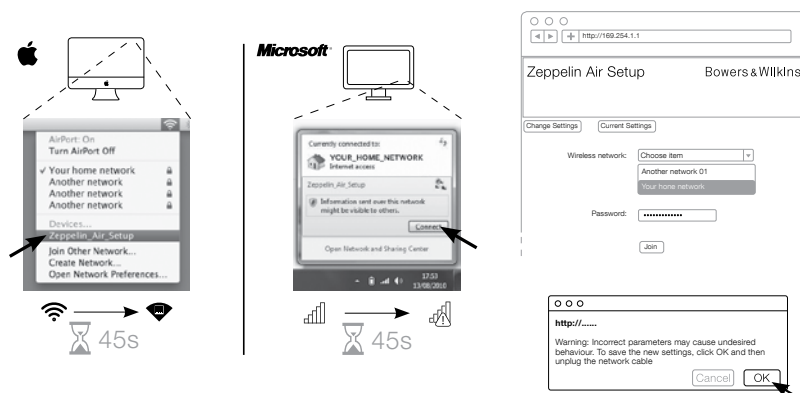 AirPort: On
Turn AirPort Off
✓ Your home network
Another network
Another network
Another network
Devices...
Zeppelin_Air_Setup
Join Other Network...
Create Network...
Open Network Preferences...
45s
Microsoft
Currently connected to:
YOUR_HOME_NETWORK
Internet access
Zeppelin_Air_Setup
Information sent over this network
might be visible to others.
Connect
Open Network and Sharing Center
17:53
13/08/2010
45s
http://169.254.1.1
Zeppelin Air Setup
Bowers & Wilkins
Change Settings
Current Settings
Wireless network:
Choose item
Another network 01
Your hone network
Password:
•••••••••••••
Join
http://......
Warning: Incorrect parameters may cause undesired
behaviour. To save the new settings, click OK and then
unplug the network cable
Cancel
OK